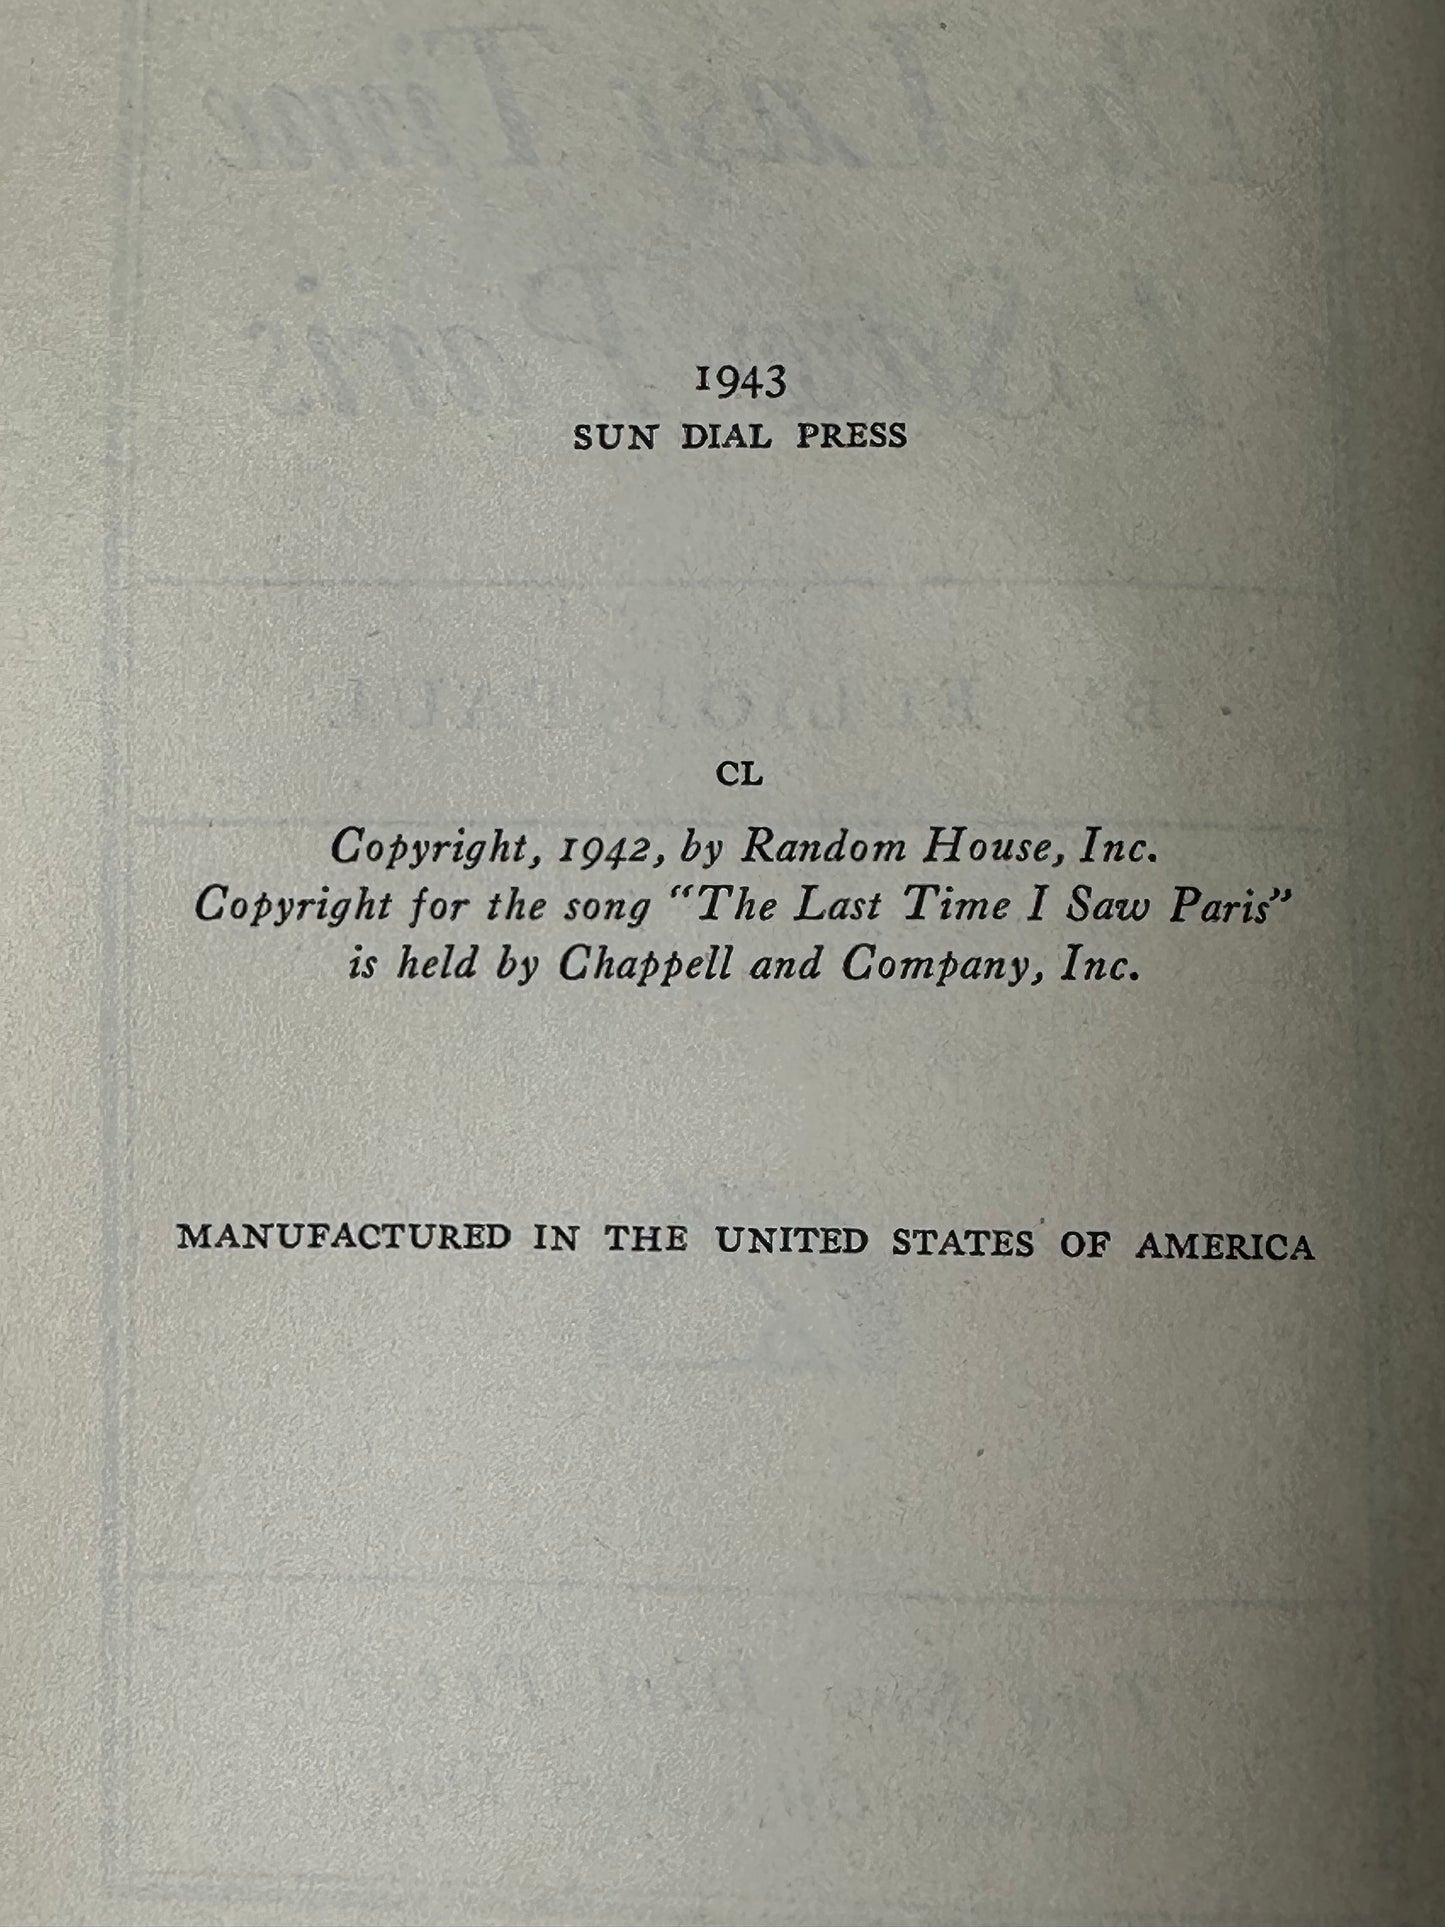 1943
SUN DIAL PRESS
CL
Copyright, 1942, by Random House, Inc.
Copyright for the song “The Last Time I Saw Paris”
is held by Chappell and Company, Inc.
MANUFACTURED IN THE UNITED STATES OF AMERICA